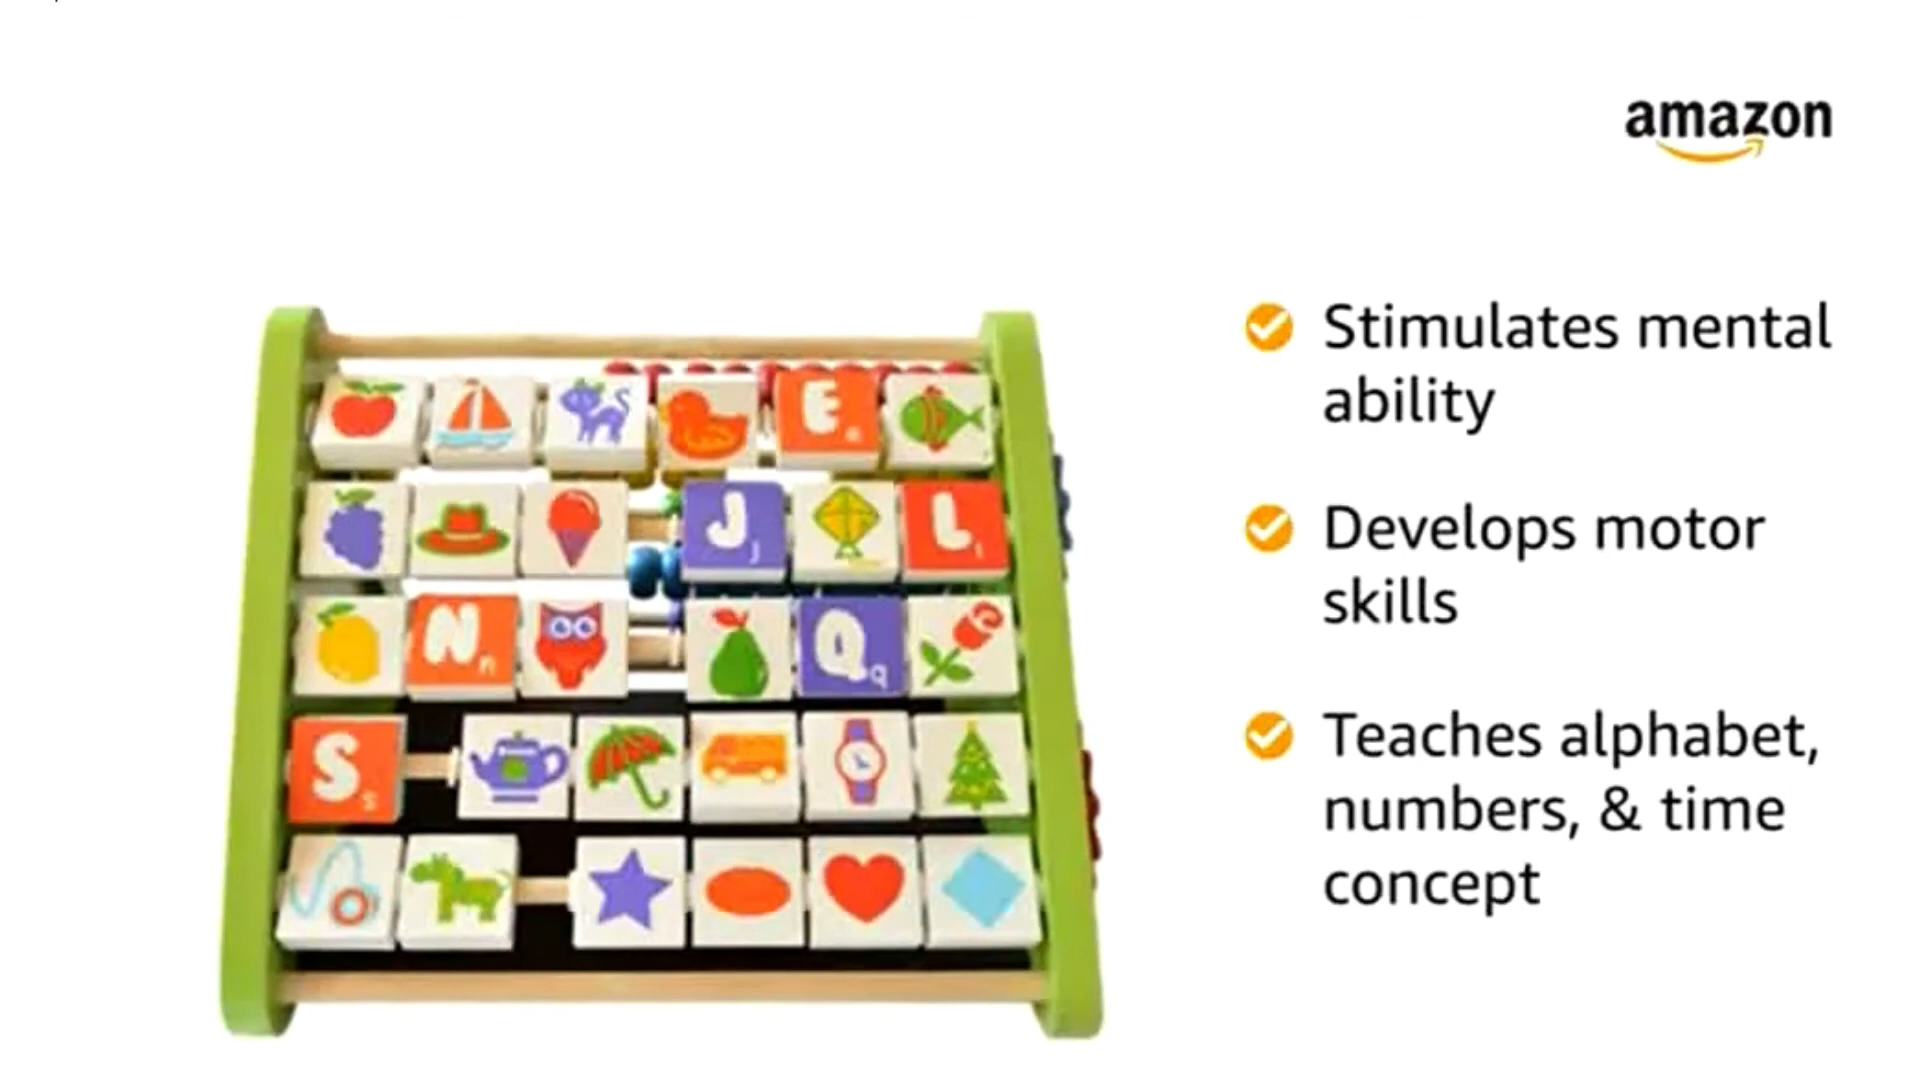 amazon
Stimulates mental
ability
Develops motor
skills
Teaches alphabet,
numbers, & time
concept
E
J j
L l
N n
Q q
S s